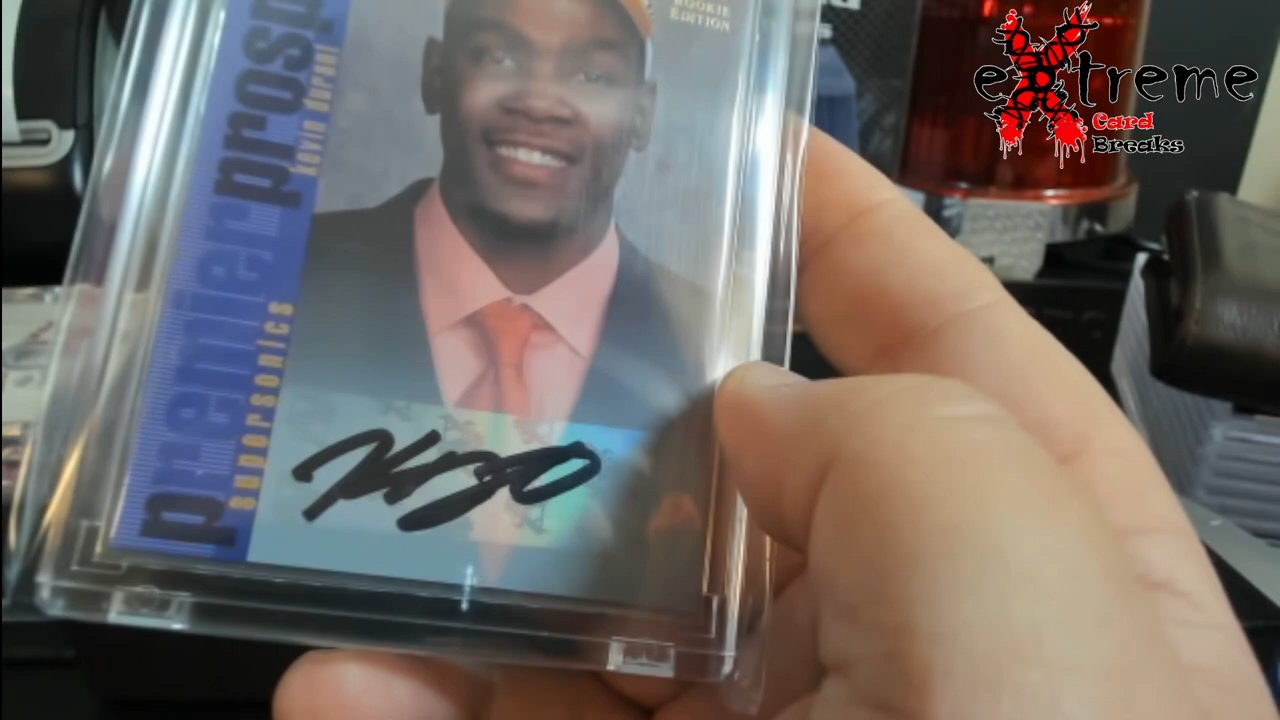 ROOKIE
EDITION
eXtreme
Card
Breaks
premier prosp
kevin durant
supersonics